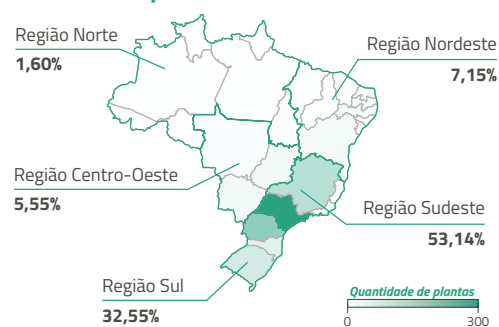 Região Norte
1,60%
Região Nordeste
7,15%
Região Centro-Oeste
5,55%
Região Sudeste
53,14%
Região Sul
32,55%
Quantidade de plantas
0 300